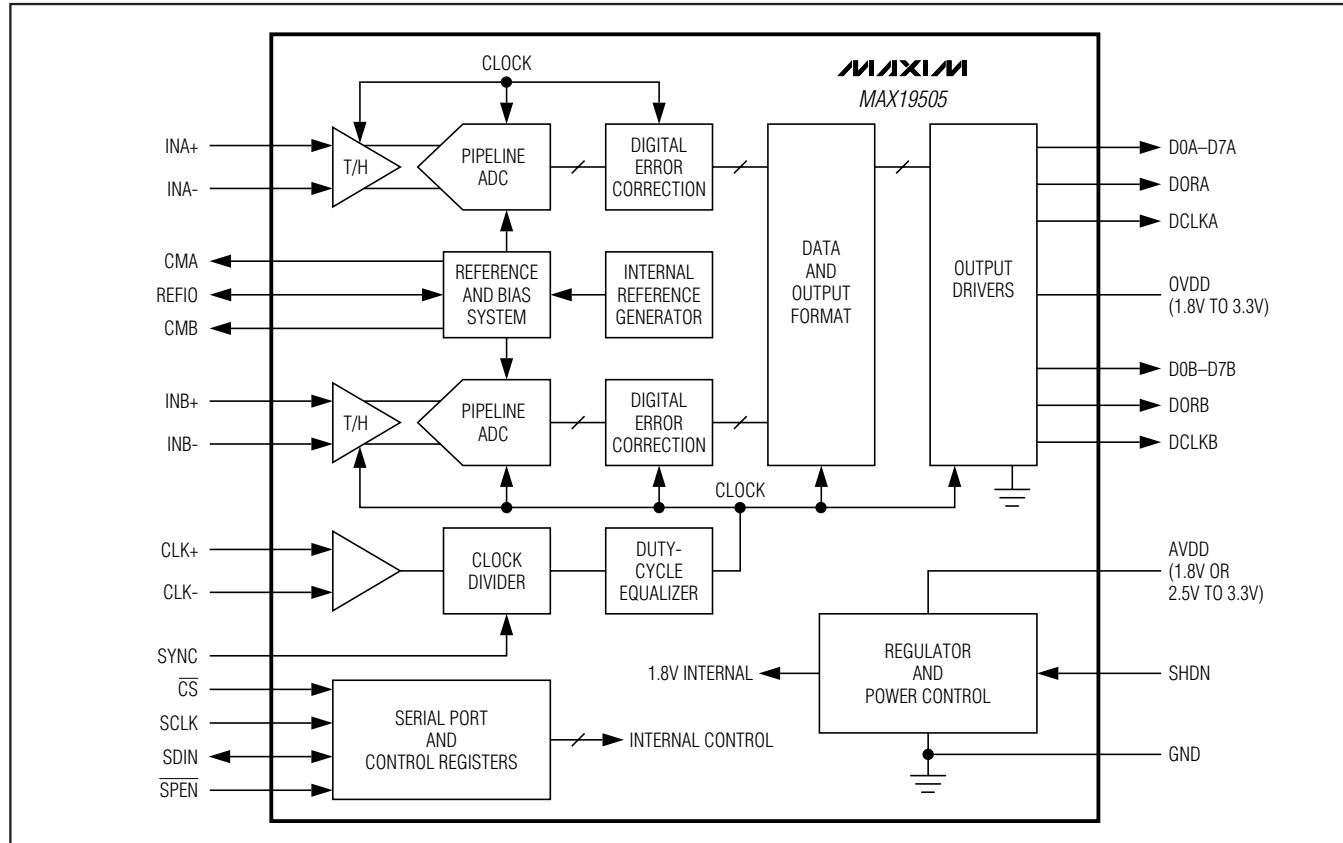 CLOCK
MAXIM
MAX19505
INA+
INA-
T/H
PIPELINE
ADC
DIGITAL
ERROR
CORRECTION
DATA
AND
OUTPUT
FORMAT
OUTPUT
DRIVERS
D0A–D7A
DORA
DCLKA
CMA
REFIO
CMB
REFERENCE
AND BIAS
SYSTEM
INTERNAL
REFERENCE
GENERATOR
OVDD
(1.8V TO 3.3V)
INB+
INB-
T/H
PIPELINE
ADC
DIGITAL
ERROR
CORRECTION
D0B–D7B
DORB
DCLKB
CLOCK
CLK+
CLK-
CLOCK
DIVIDER
DUTY-
CYCLE
EQUALIZER
AVDD
(1.8V OR
2.5V TO 3.3V)
SYNC
CS
SCLK
SDIN
SPEN
SERIAL PORT
AND
CONTROL REGISTERS
INTERNAL CONTROL
1.8V INTERNAL
REGULATOR
AND
POWER CONTROL
SHDN
GND